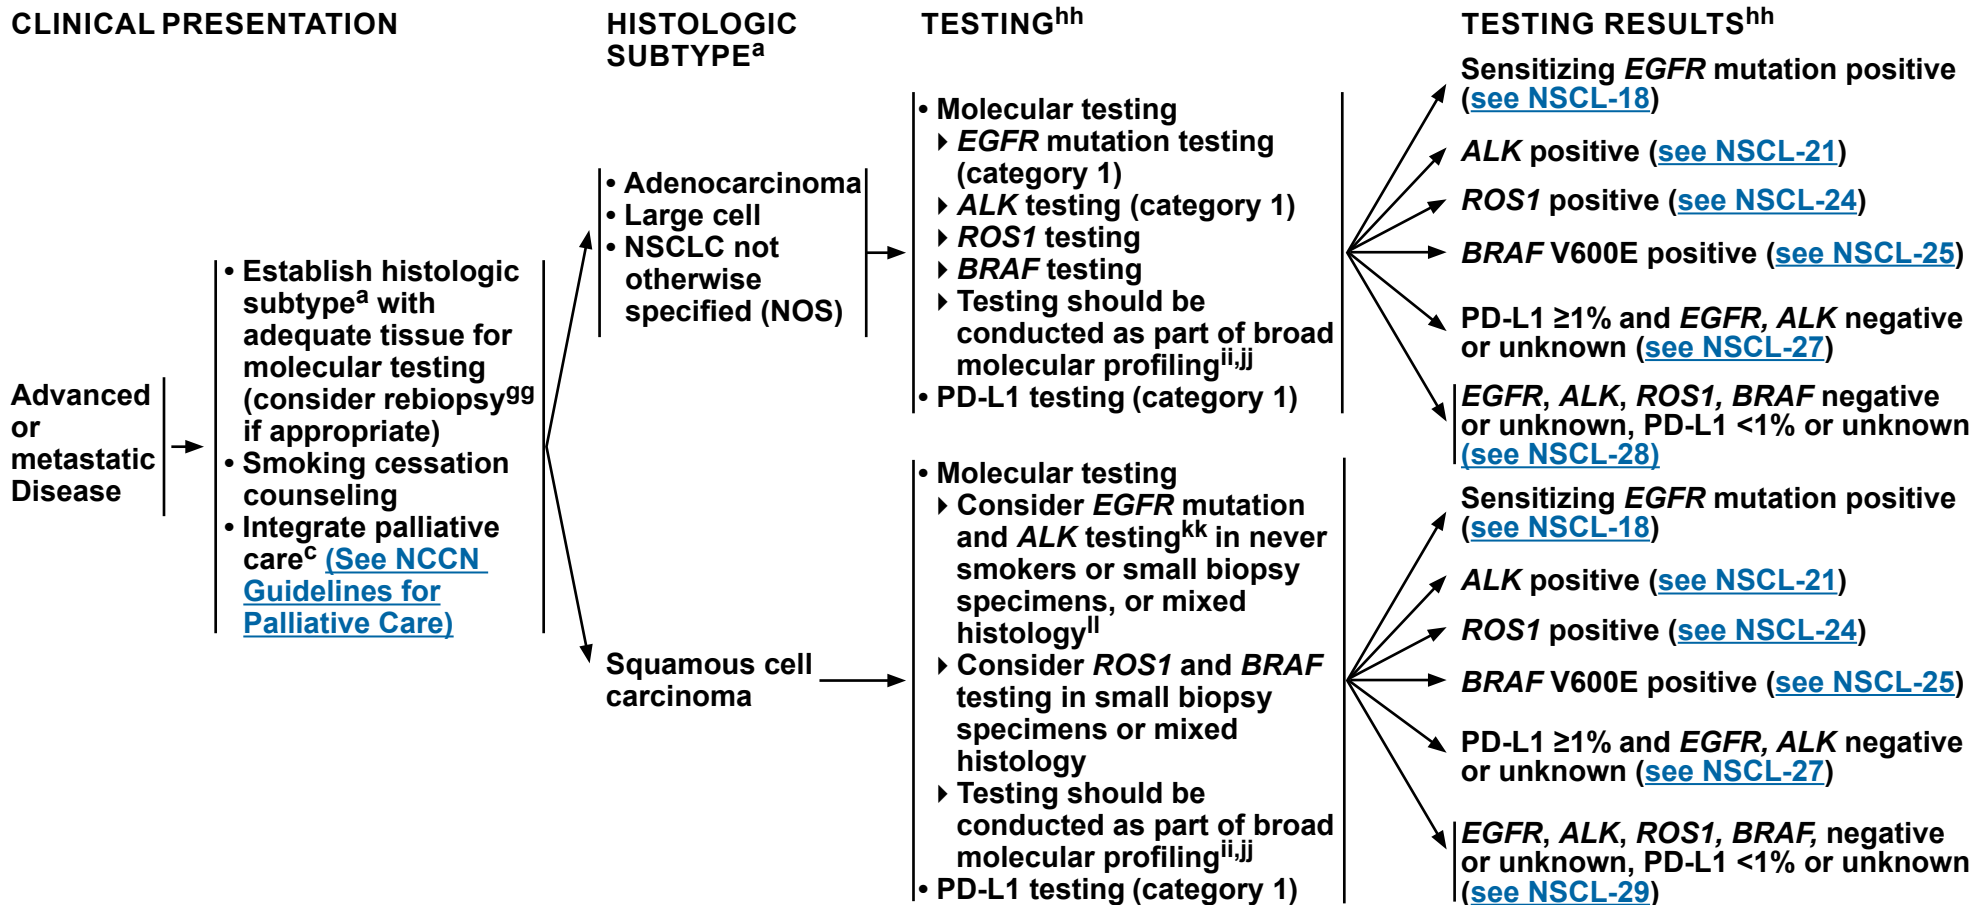 CLINICAL PRESENTATION
HISTOLOGIC
SUBTYPEa
TESTINGhh
TESTING RESULTShh
Advanced
or
metastatic
Disease
• Establish histologic
subtypea with
adequate tissue for
molecular testing
(consider rebiopsygg
if appropriate)
• Smoking cessation
counseling
• Integrate palliative
carec (See NCCN
Guidelines for
Palliative Care)
• Adenocarcinoma
• Large cell
• NSCLC not
otherwise
specified (NOS)
• Molecular testing
EGFR mutation testing
(category 1)
ALK testing (category 1)
ROS1 testing
BRAF testing
Testing should be
conducted as part of broad
molecular profilingii,jj
• PD-L1 testing (category 1)
Sensitizing EGFR mutation positive
(see NSCL-18)
ALK positive (see NSCL-21)
ROS1 positive (see NSCL-24)
BRAF V600E positive (see NSCL-25)
PD-L1 ≥1% and EGFR, ALK negative
or unknown (see NSCL-27)
EGFR, ALK, ROS1, BRAF negative
or unknown, PD-L1 <1% or unknown
(see NSCL-28)
Squamous cell
carcinoma
• Molecular testing
Consider EGFR mutation
and ALK testingkk in never
smokers or small biopsy
specimens, or mixed
histologyll
Consider ROS1 and BRAF
testing in small biopsy
specimens or mixed
histology
Testing should be
conducted as part of broad
molecular profilingii,jj
• PD-L1 testing (category 1)
Sensitizing EGFR mutation positive
(see NSCL-18)
ALK positive (see NSCL-21)
ROS1 positive (see NSCL-24)
BRAF V600E positive (see NSCL-25)
PD-L1 ≥1% and EGFR, ALK negative
or unknown (see NSCL-27)
EGFR, ALK, ROS1, BRAF, negative
or unknown, PD-L1 <1% or unknown
(see NSCL-29)